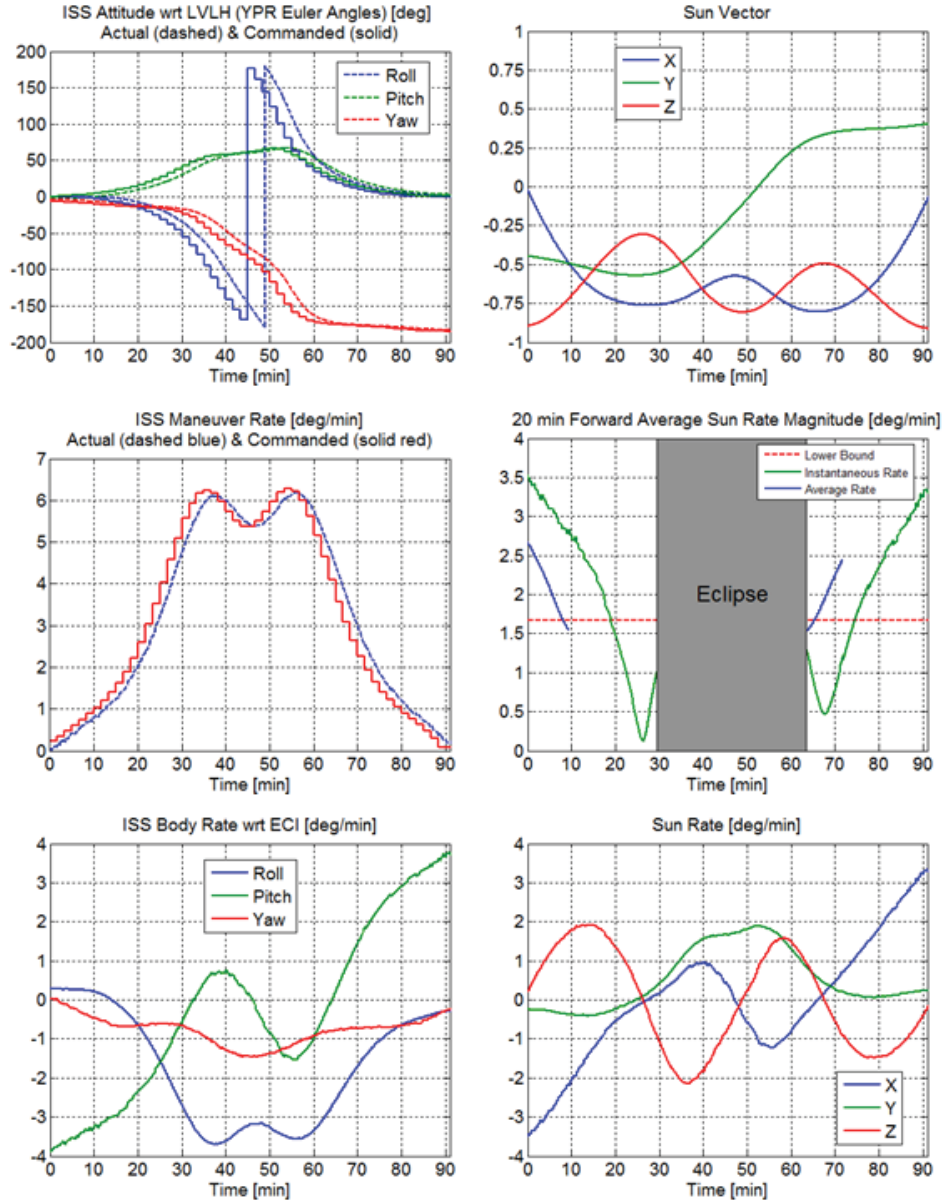 ISS Attitude wrt LVLH (YPR Euler Angles) [deg]
Actual (dashed) & Commanded (solid)
200
150
100
50
0
-50
-100
-150
-200
Roll
Pitch
Yaw
0 10 20 30 40 50 60 70 80 90
Time [min]
Sun Vector
1
0.75
0.5
0.25
0
-0.25
-0.5
-0.75
-1
X
Y
Z
0 10 20 30 40 50 60 70 80 90
Time [min]
ISS Maneuver Rate [deg/min]
Actual (dashed blue) & Commanded (solid red)
7
6
5
4
3
2
1
0
0 10 20 30 40 50 60 70 80 90
Time [min]
20 min Forward Average Sun Rate Magnitude [deg/min]
4
3.5
3
2.5
2
1.5
1
0.5
0
Lower Bound
Instantaneous Rate
Average Rate
Eclipse
0 10 20 30 40 50 60 70 80 90
Time [min]
ISS Body Rate wrt ECI [deg/min]
4
3
2
1
0
-1
-2
-3
-4
Roll
Pitch
Yaw
0 10 20 30 40 50 60 70 80 90
Time [min]
Sun Rate [deg/min]
4
3
2
1
0
-1
-2
-3
-4
X
Y
Z
0 10 20 30 40 50 60 70 80 90
Time [min]